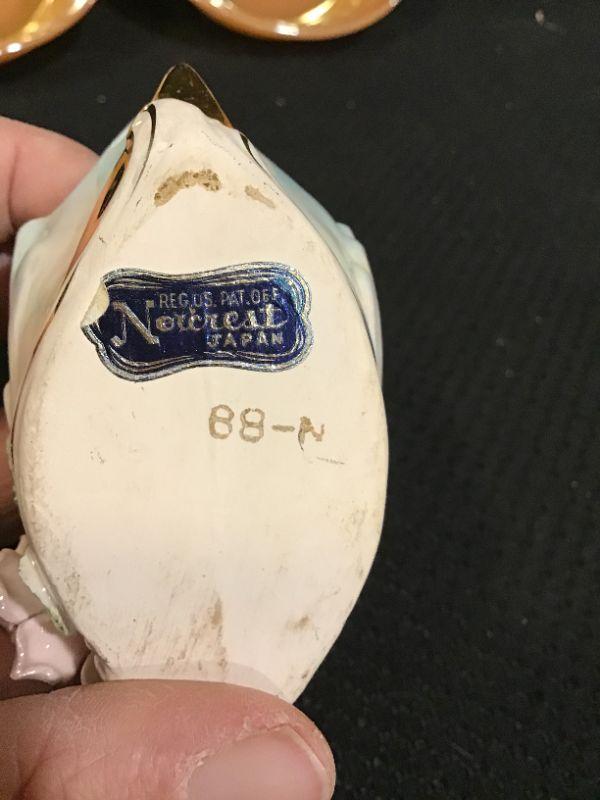 REG.U.S. PAT.OFF
Norcrest
JAPAN
88-N